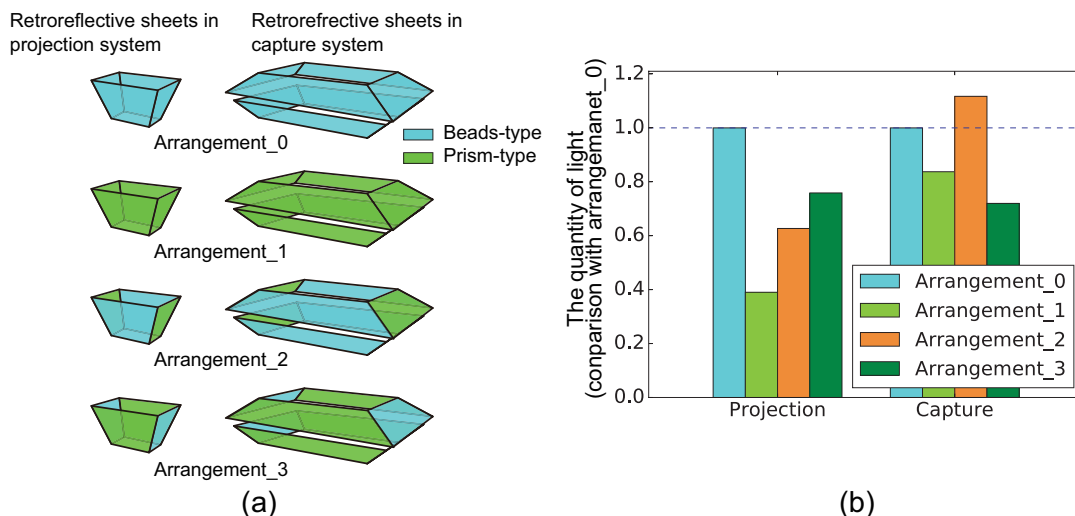 Retroreflective sheets in
projection system
Retrorefrective sheets in
capture system
Arrangement_0
Beads-type
Prism-type
Arrangement_1
Arrangement_2
Arrangement_3
(a)
The quantity of light
(conparison with arrangemanet_0)
1.2
1.0
0.8
0.6
0.4
0.2
0.0
Arrangement_0
Arrangement_1
Arrangement_2
Arrangement_3
Projection
Capture
(b)